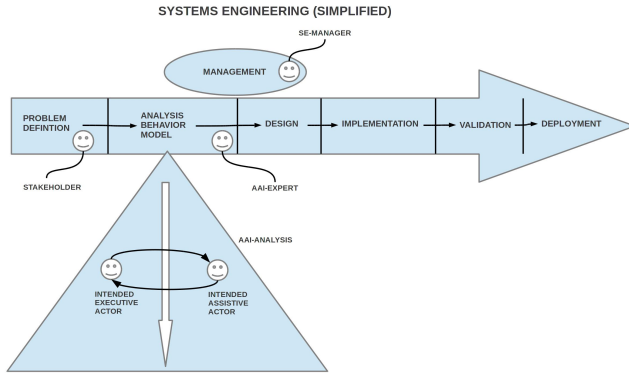 SYSTEMS ENGINEERING (SIMPLIFIED)
SE-MANAGER
MANAGEMENT
PROBLEM
DEFINTION
ANALYSIS
BEHAVIOR
MODEL
DESIGN
IMPLEMENTATION
VALIDATION
DEPLOYMENT
STAKEHOLDER
AAI-EXPERT
AAI-ANALYSIS
INTENDED
EXECUTIVE
ACTOR
INTENDED
ASSISTIVE
ACTOR